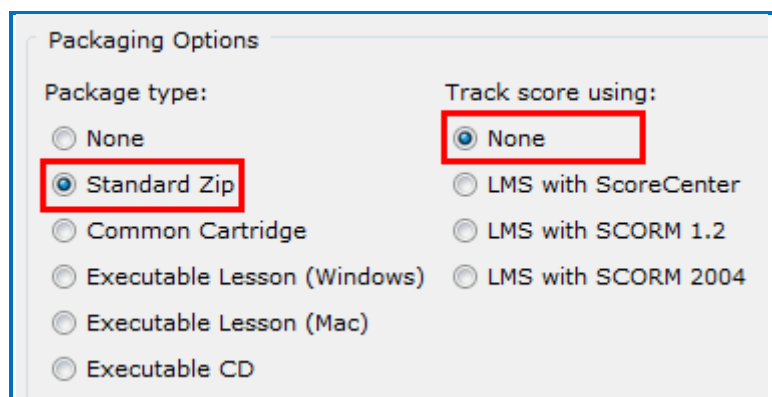 Packaging Options
Package type:
Track score using:
None
None
Standard Zip
LMS with ScoreCenter
Common Cartridge
LMS with SCORM 1.2
Executable Lesson (Windows)
LMS with SCORM 2004
Executable Lesson (Mac)
Executable CD